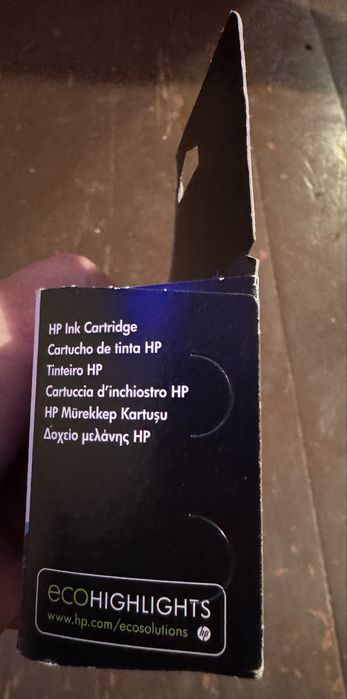 HP Ink Cartridge
Cartucho de tinta HP
Tinteiro HP
Cartuccia d'inchiostro HP
HP Mürekkep Kartuşu
Δοχείο μελάνης HP
ecoHIGHLIGHTS
www.hp.com/ecosolutions hp